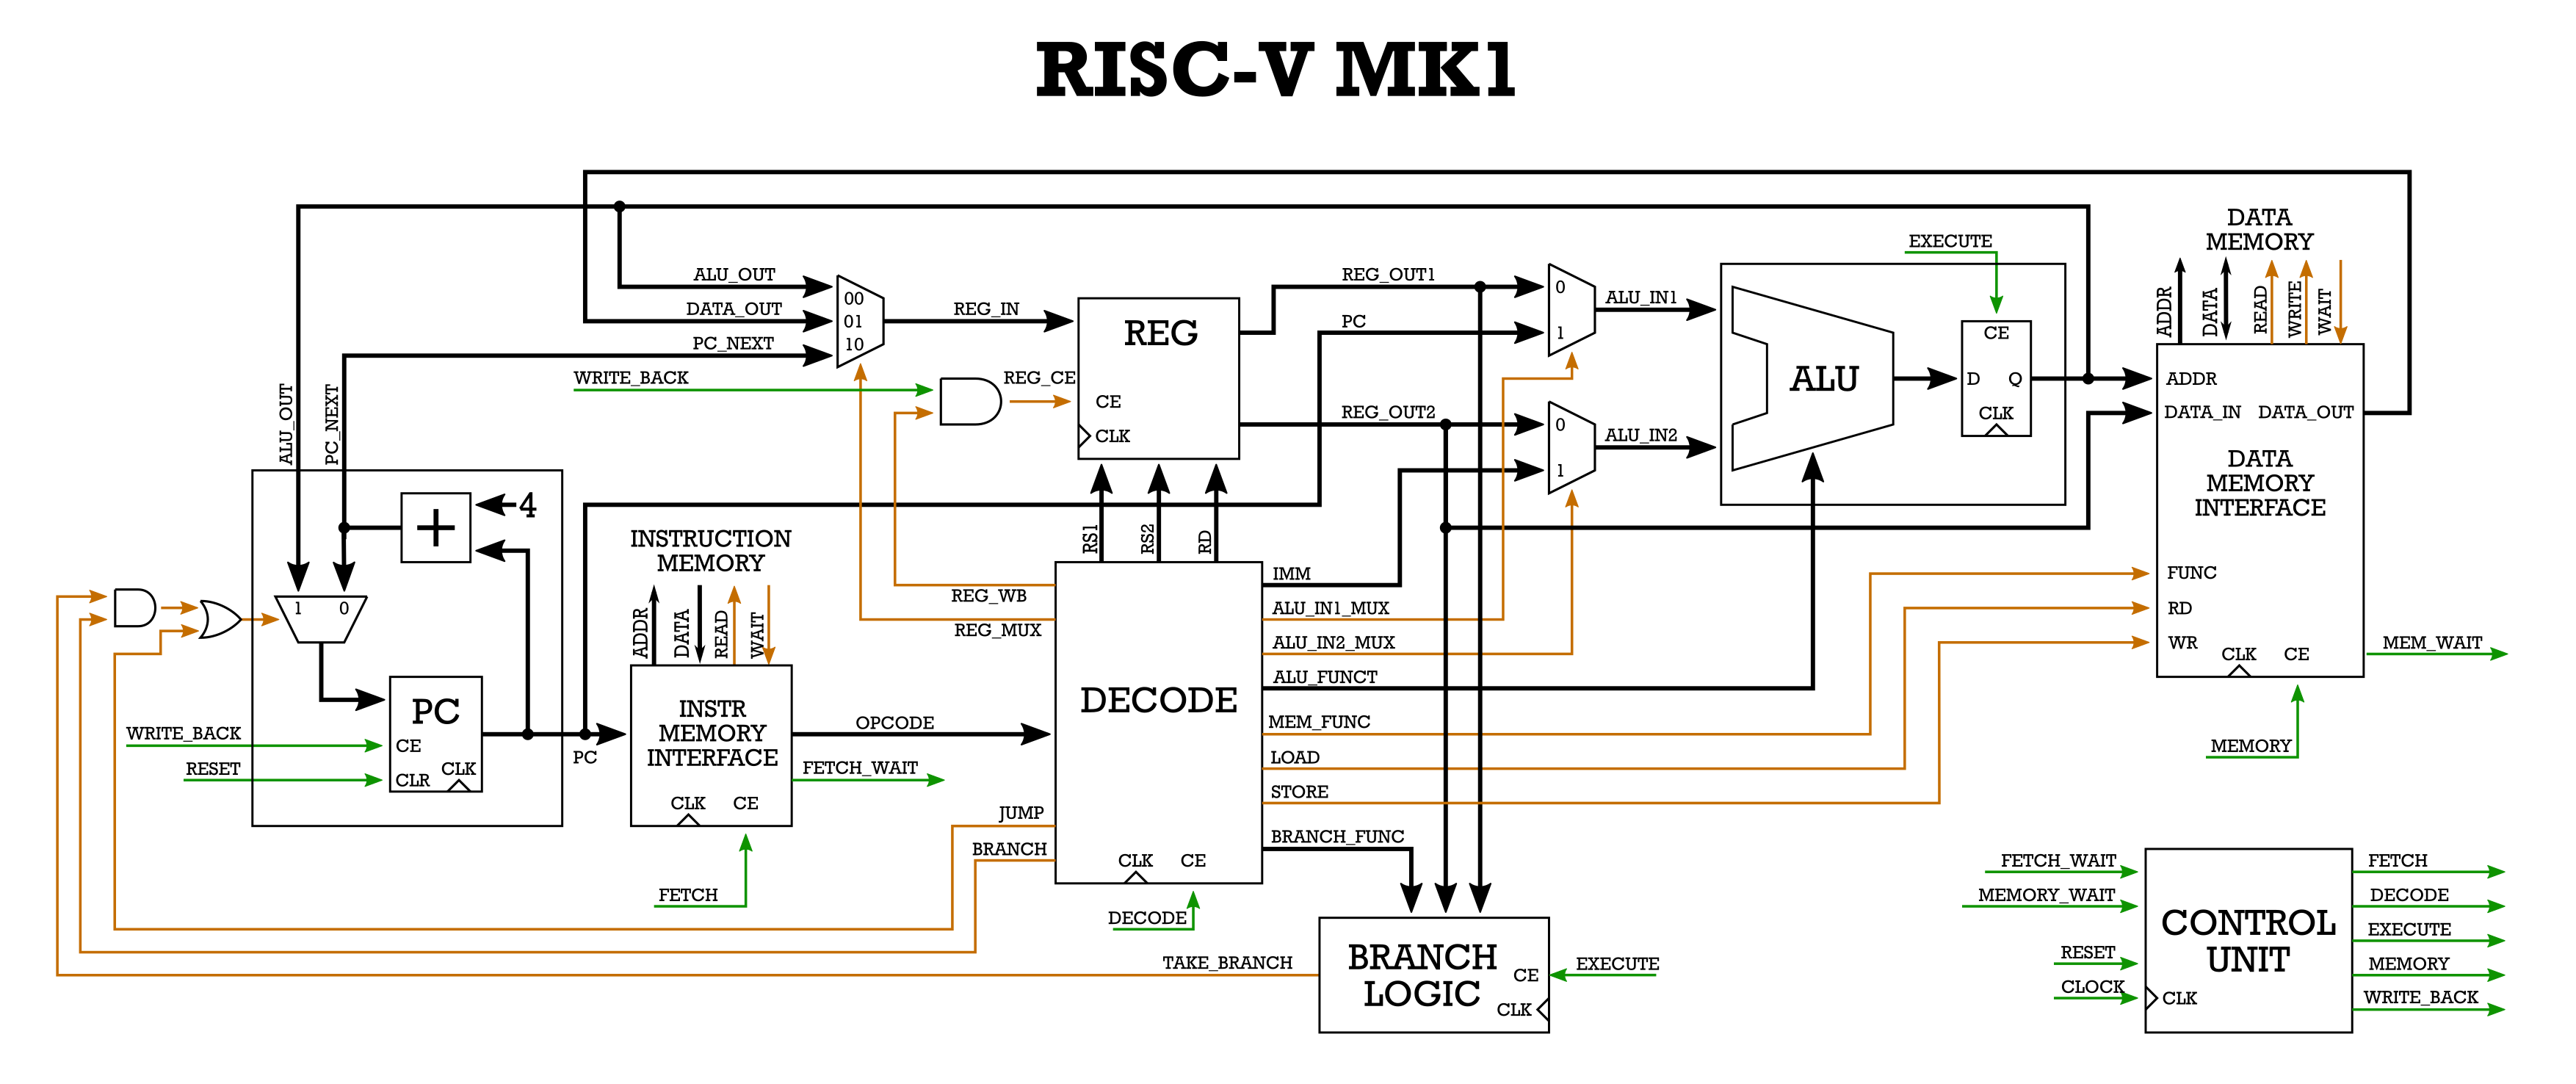 RISC-V MK1
DATA
MEMORY
EXECUTE
ADDR
DATA
READ
WRITE
WAIT
ALU_OUT
DATA_OUT
PC_NEXT
00
01
10
REG_IN
REG
CE
CLK
WRITE_BACK
REG_CE
REG_OUT1
PC
0
1
ALU_IN1
REG_OUT2
0
1
ALU_IN2
ALU
CE
D Q
CLK
ADDR
DATA_IN DATA_OUT
DATA
MEMORY
INTERFACE
FUNC
RD
WR
CLK CE
MEM_WAIT
MEMORY
ALU_OUT
PC_NEXT
+
4
1 0
PC
CE
CLR
CLK
WRITE_BACK
RESET
PC
INSTRUCTION
MEMORY
ADDR
DATA
READ
WAIT
INSTR
MEMORY
INTERFACE
CLK CE
OPCODE
FETCH_WAIT
FETCH
RS1
RS2
RD
REG_WB
REG_MUX
DECODE
CLK CE
JUMP
BRANCH
DECODE
IMM
ALU_IN1_MUX
ALU_IN2_MUX
ALU_FUNCT
MEM_FUNC
LOAD
STORE
BRANCH_FUNC
TAKE_BRANCH
BRANCH
LOGIC
CE
CLK
EXECUTE
FETCH_WAIT
MEMORY_WAIT
RESET
CLOCK
CONTROL
UNIT
CLK
FETCH
DECODE
EXECUTE
MEMORY
WRITE_BACK